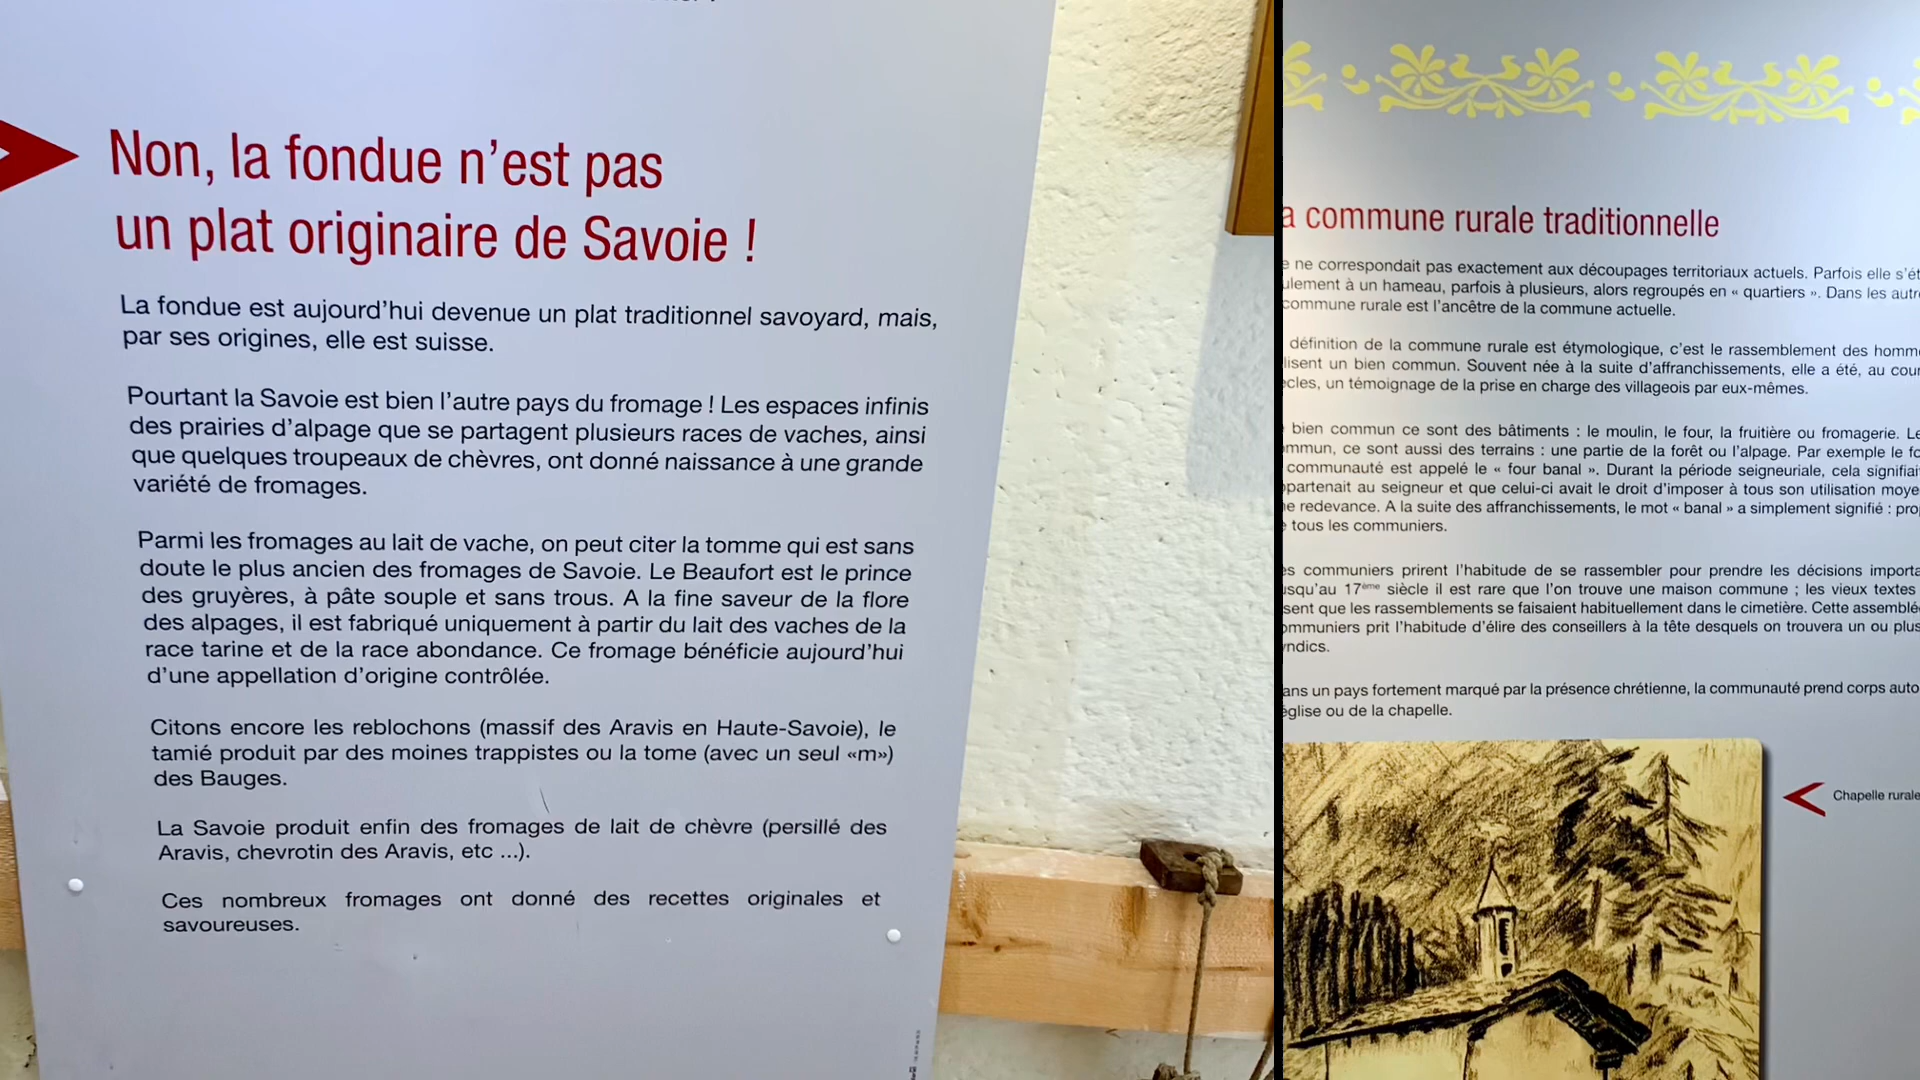 Non, la fondue n'est pas
un plat originaire de Savoie !
La fondue est aujourd'hui devenue un plat traditionnel savoyard, mais,
par ses origines, elle est suisse.
Pourtant la Savoie est bien l'autre pays du fromage ! Les espaces infinis
des prairies d'alpage que se partagent plusieurs races de vaches, ainsi
que quelques troupeaux de chèvres, ont donné naissance à une grande
variété de fromages.
Parmi les fromages au lait de vache, on peut citer la tomme qui est sans
doute le plus ancien des fromages de Savoie. Le Beaufort est le prince
des gruyères, à pâte souple et sans trous. A la fine saveur de la flore
des alpages, il est fabriqué uniquement à partir du lait des vaches de la
race tarine et de la race abondance. Ce fromage bénéficie aujourd'hui
d'une appellation d'origine contrôlée.
Citons encore les reblochons (massif des Aravis en Haute-Savoie), le
tamié produit par des moines trappistes ou la tome (avec un seul «m»)
des Bauges.
La Savoie produit enfin des fromages de lait de chèvre (persillé des
Aravis, chevrotin des Aravis, etc ...).
Ces nombreux fromages ont donné des recettes originales et
savoureuses.
a commune rurale traditionnelle
e ne correspondait pas exactement aux découpages territoriaux actuels. Parfois elle s'ét
ulement à un hameau, parfois à plusieurs, alors regroupés en « quartiers ». Dans les autr
commune rurale est l'ancêtre de la commune actuelle.
définition de la commune rurale est étymologique, c'est le rassemblement des homm
lisent un bien commun. Souvent née à la suite d'affranchissements, elle a été, au cour
cles, un témoignage de la prise en charge des villageois par eux-mêmes.
bien commun ce sont des bâtiments : le moulin, le four, la fruitière ou fromagerie. Le
mmun, ce sont aussi des terrains : une partie de la forêt ou l'alpage. Par exemple le fo
communauté est appelé le « four banal ». Durant la période seigneuriale, cela signifiai
partenait au seigneur et que celui-ci avait le droit d'imposer à tous son utilisation moye
e redevance. A la suite des affranchissements, le mot « banal » a simplement signifié : prop
tous les communiers.
s communiers prirent l'habitude de se rassembler pour prendre les décisions importa
squ'au 17ème siècle il est rare que l'on trouve une maison commune ; les vieux textes
sent que les rassemblements se faisaient habituellement dans le cimetière. Cette assemblé
ommuniers prit l'habitude d'élire des conseillers à la tête desquels on trouvera un ou plus
ndics.
ans un pays fortement marqué par la présence chrétienne, la communauté prend corps auto
église ou de la chapelle.
Chapelle rurale